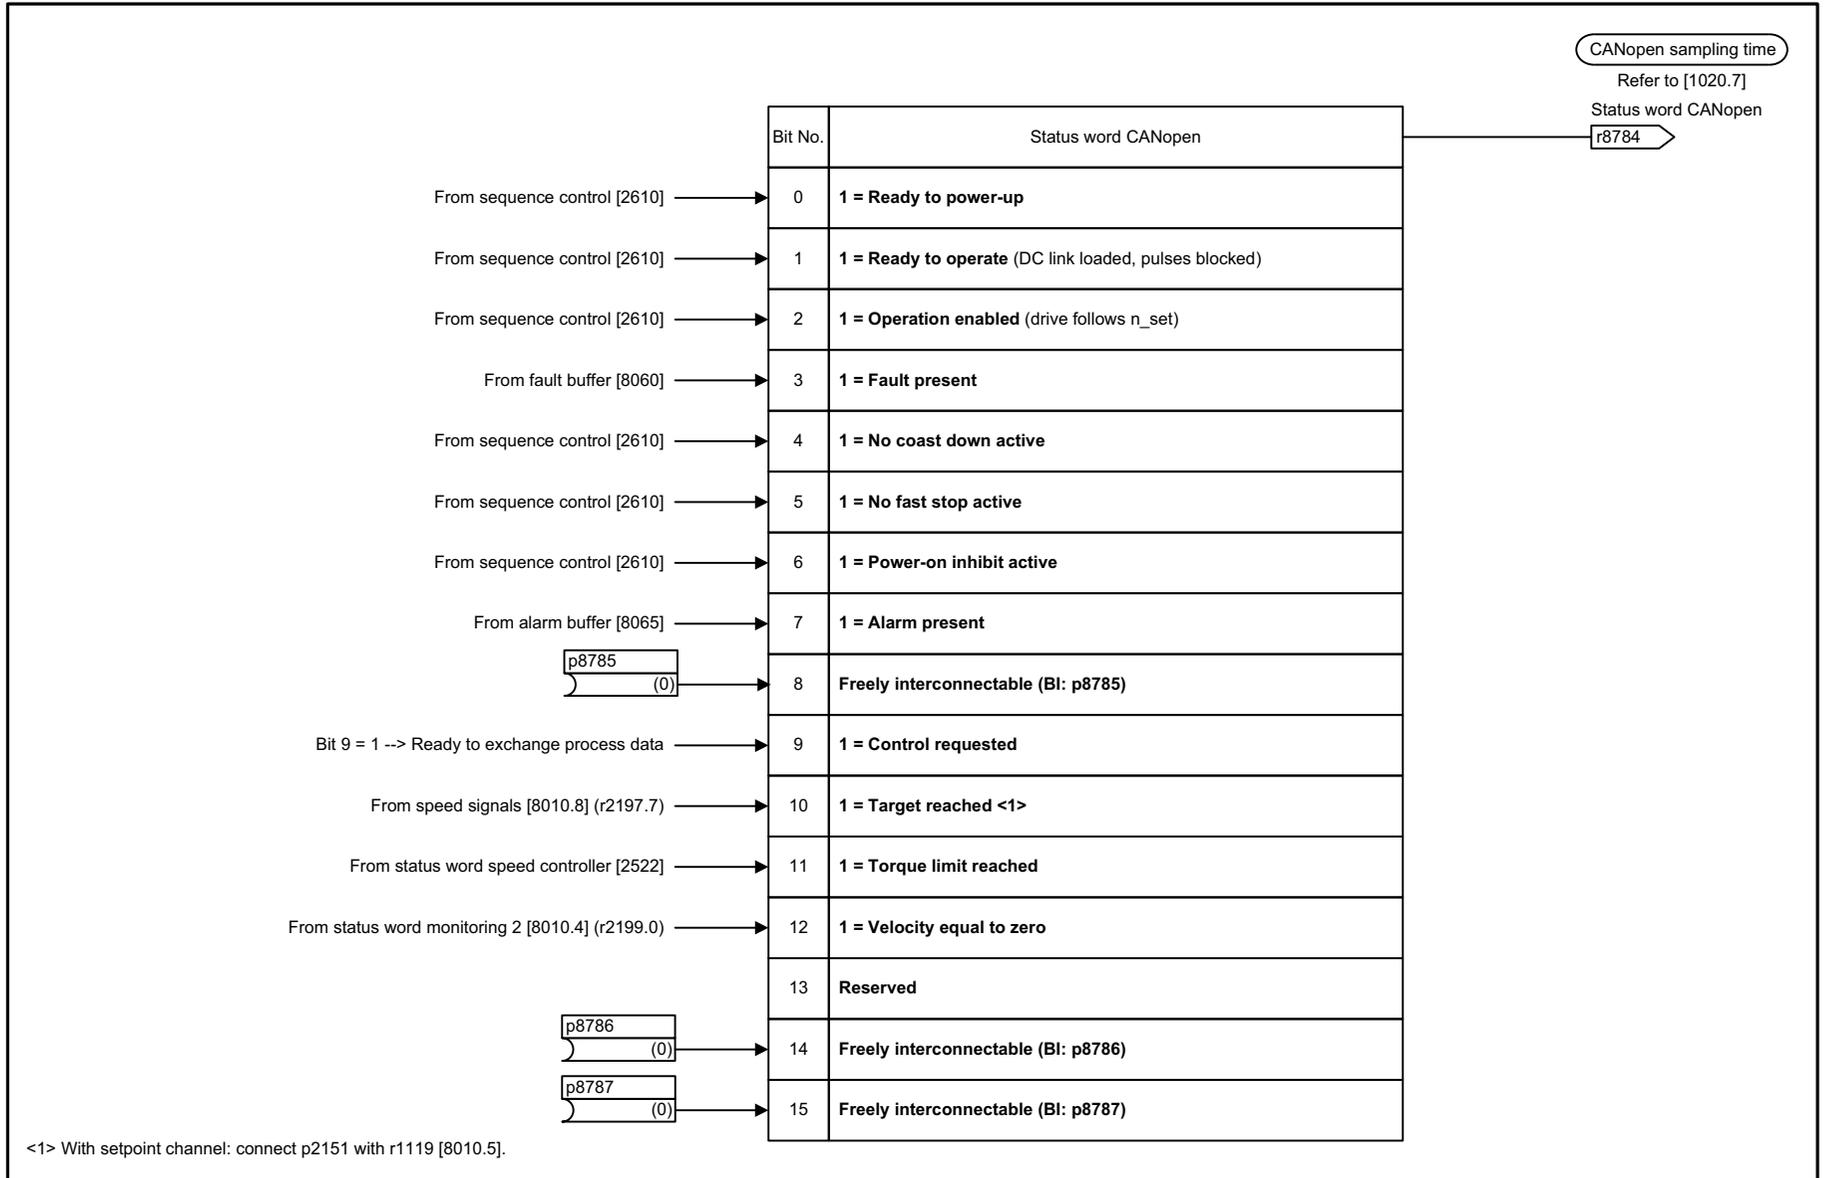 CANopen sampling time
Refer to [1020.7]
Status word CANopen
r8784
Bit No. Status word CANopen
From sequence control [2610] 0 1 = Ready to power-up
From sequence control [2610] 1 1 = Ready to operate (DC link loaded, pulses blocked)
From sequence control [2610] 2 1 = Operation enabled (drive follows n_set)
From fault buffer [8060] 3 1 = Fault present
From sequence control [2610] 4 1 = No coast down active
From sequence control [2610] 5 1 = No fast stop active
From sequence control [2610] 6 1 = Power-on inhibit active
From alarm buffer [8065] 7 1 = Alarm present
p8785
(0) 8 Freely interconnectable (BI: p8785)
Bit 9 = 1 --> Ready to exchange process data 9 1 = Control requested
From speed signals [8010.8] (r2197.7) 10 1 = Target reached <1>
From status word speed controller [2522] 11 1 = Torque limit reached
From status word monitoring 2 [8010.4] (r2199.0) 12 1 = Velocity equal to zero
13 Reserved
p8786
(0) 14 Freely interconnectable (BI: p8786)
p8787
(0) 15 Freely interconnectable (BI: p8787)
<1> With setpoint channel: connect p2151 with r1119 [8010.5].